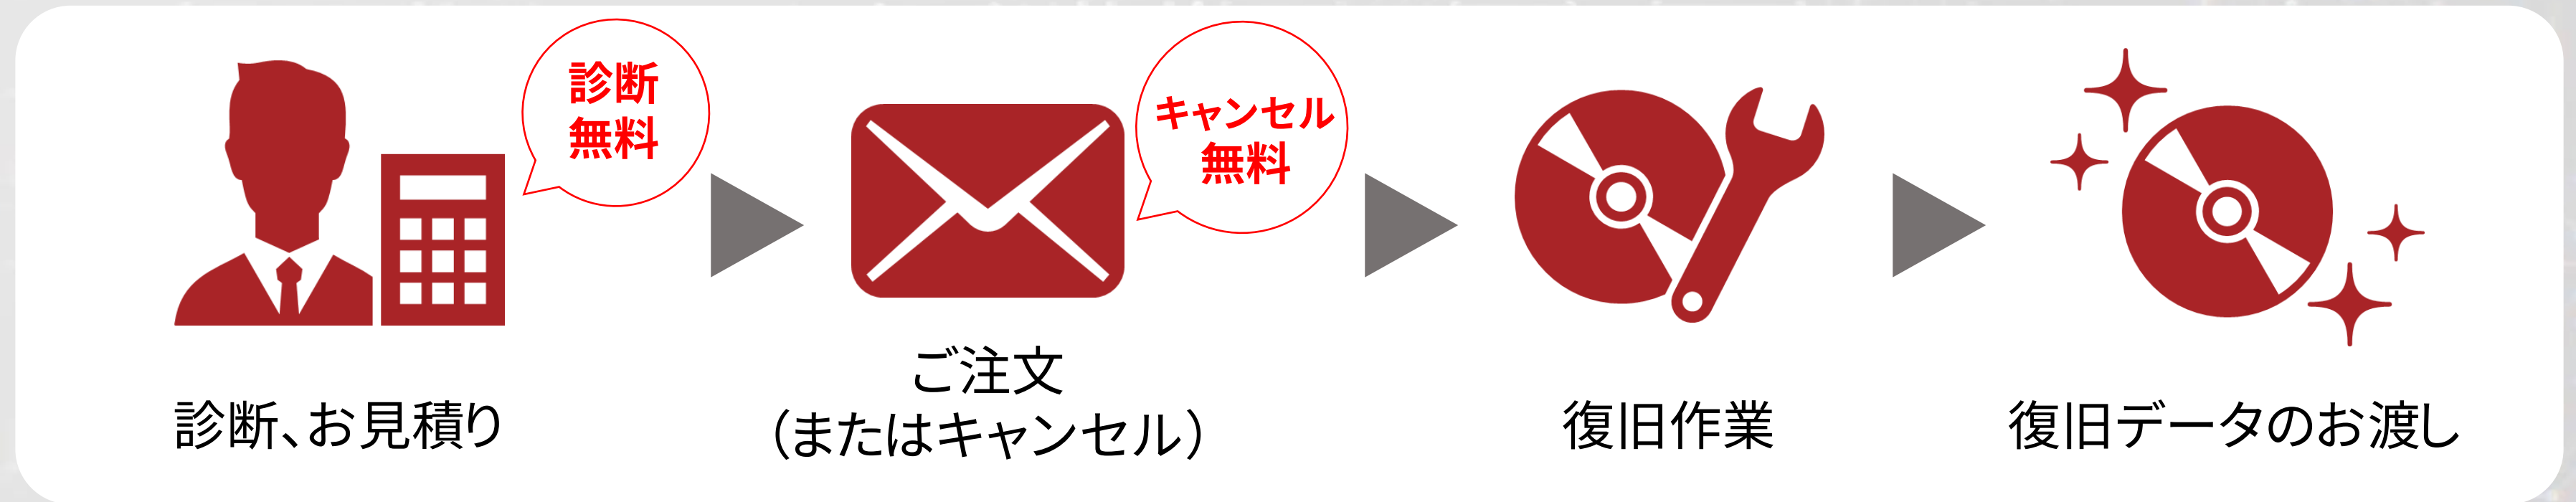 診断
無料
診断、お見積り
キャンセル
無料
ご注文
（またはキャンセル）
復旧作業
復旧データのお渡し